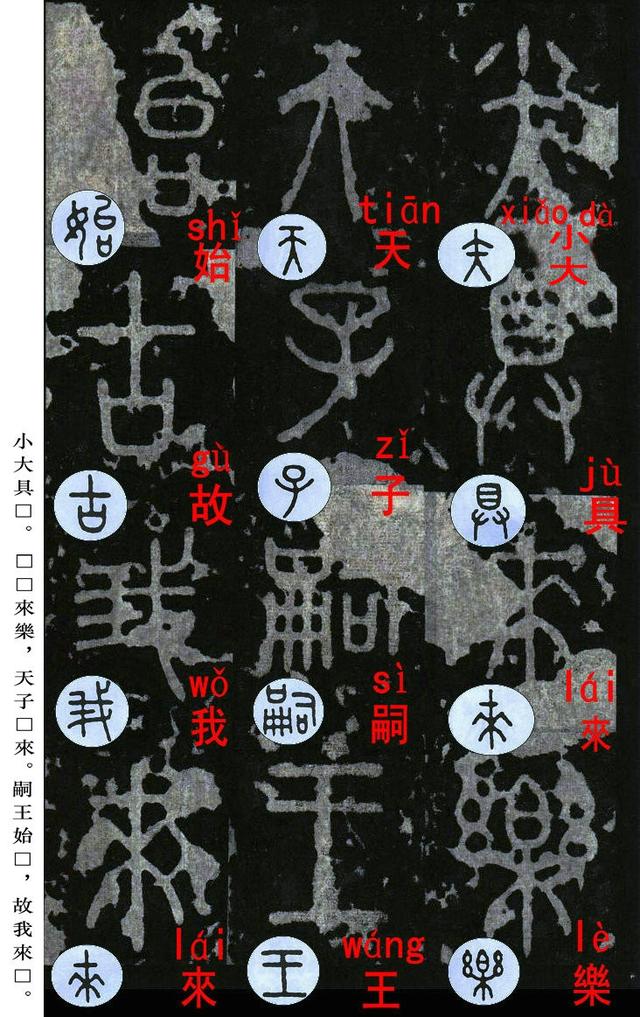 xiǎo dà
小大
jù
具
lái
來
lè
樂
tiān
天
zǐ
子
sì
嗣
wáng
王
shǐ
始
gù
故
wǒ
我
lái
來
小大具□。□□來樂，天子□來。嗣王始□，故我來□。